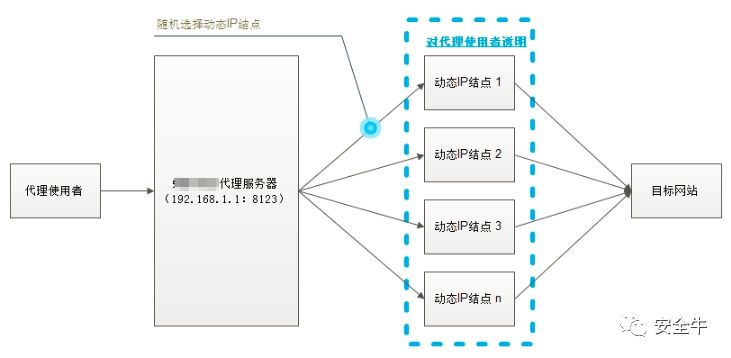 随机选择动态IP结点
对代理使用者透明
动态IP结点 1
动态IP结点 2
代理使用者
代理服务器
(192.168.1.1: 8123)
目标网站
动态IP结点 3
动态IP结点 n
安全牛